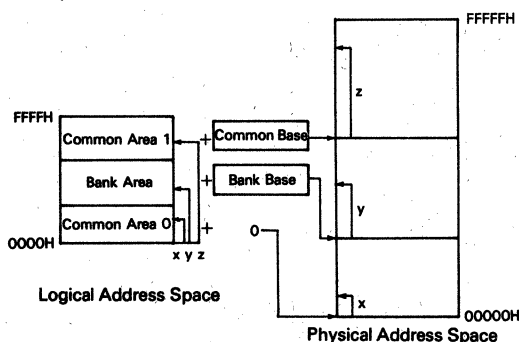 FFFFFH
z
FFFFH
Common Area 1
+
Common Base
Bank Area
+
Bank Base
y
Common Area 0
+
0
0000H
x y z
x
00000H
Logical Address Space
Physical Address Space